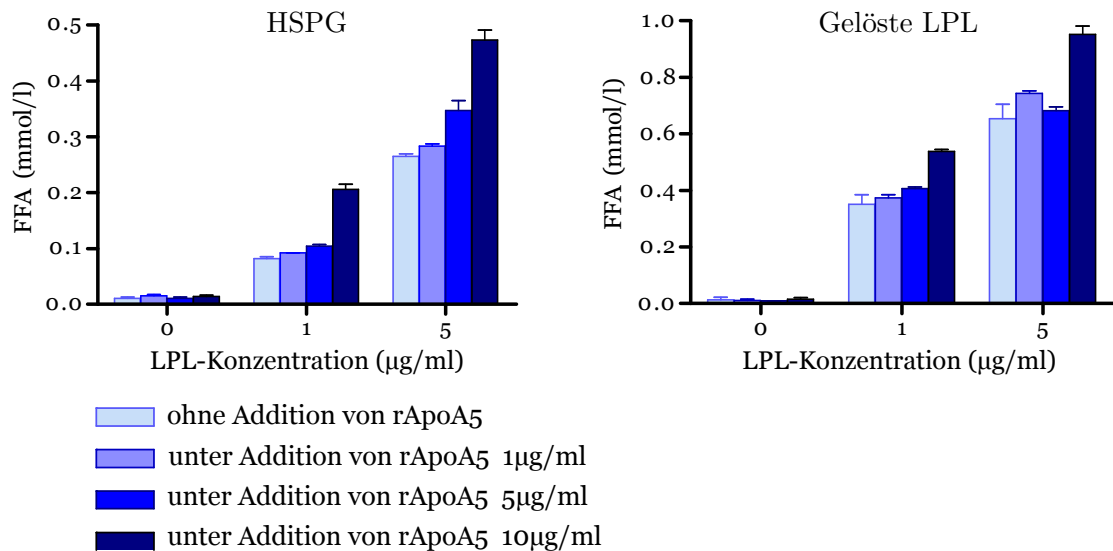 HSPG
FFA (mmol/l)
0.5
0.4
0.3
0.2
0.1
0.0
0 1 5
LPL-Konzentration (µg/ml)
Gelöste LPL
FFA (mmol/l)
1.0
0.8
0.6
0.4
0.2
0.0
0 1 5
LPL-Konzentration (µg/ml)
ohne Addition von rApoA5
unter Addition von rApoA5 1µg/ml
unter Addition von rApoA5 5µg/ml
unter Addition von rApoA5 10µg/ml